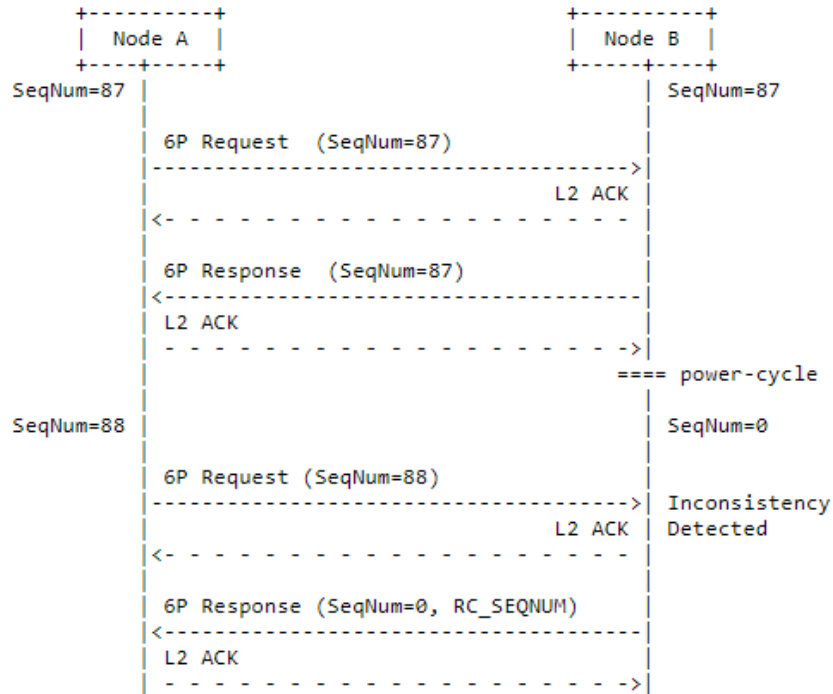 Node A Node B
SeqNum=87 SeqNum=87
6P Request (SeqNum=87)
L2 ACK
6P Response (SeqNum=87)
L2 ACK
==== power-cycle
SeqNum=88 SeqNum=0
6P Request (SeqNum=88)
Inconsistency
L2 ACK Detected
6P Response (SeqNum=0, RC_SEQNUM)
L2 ACK